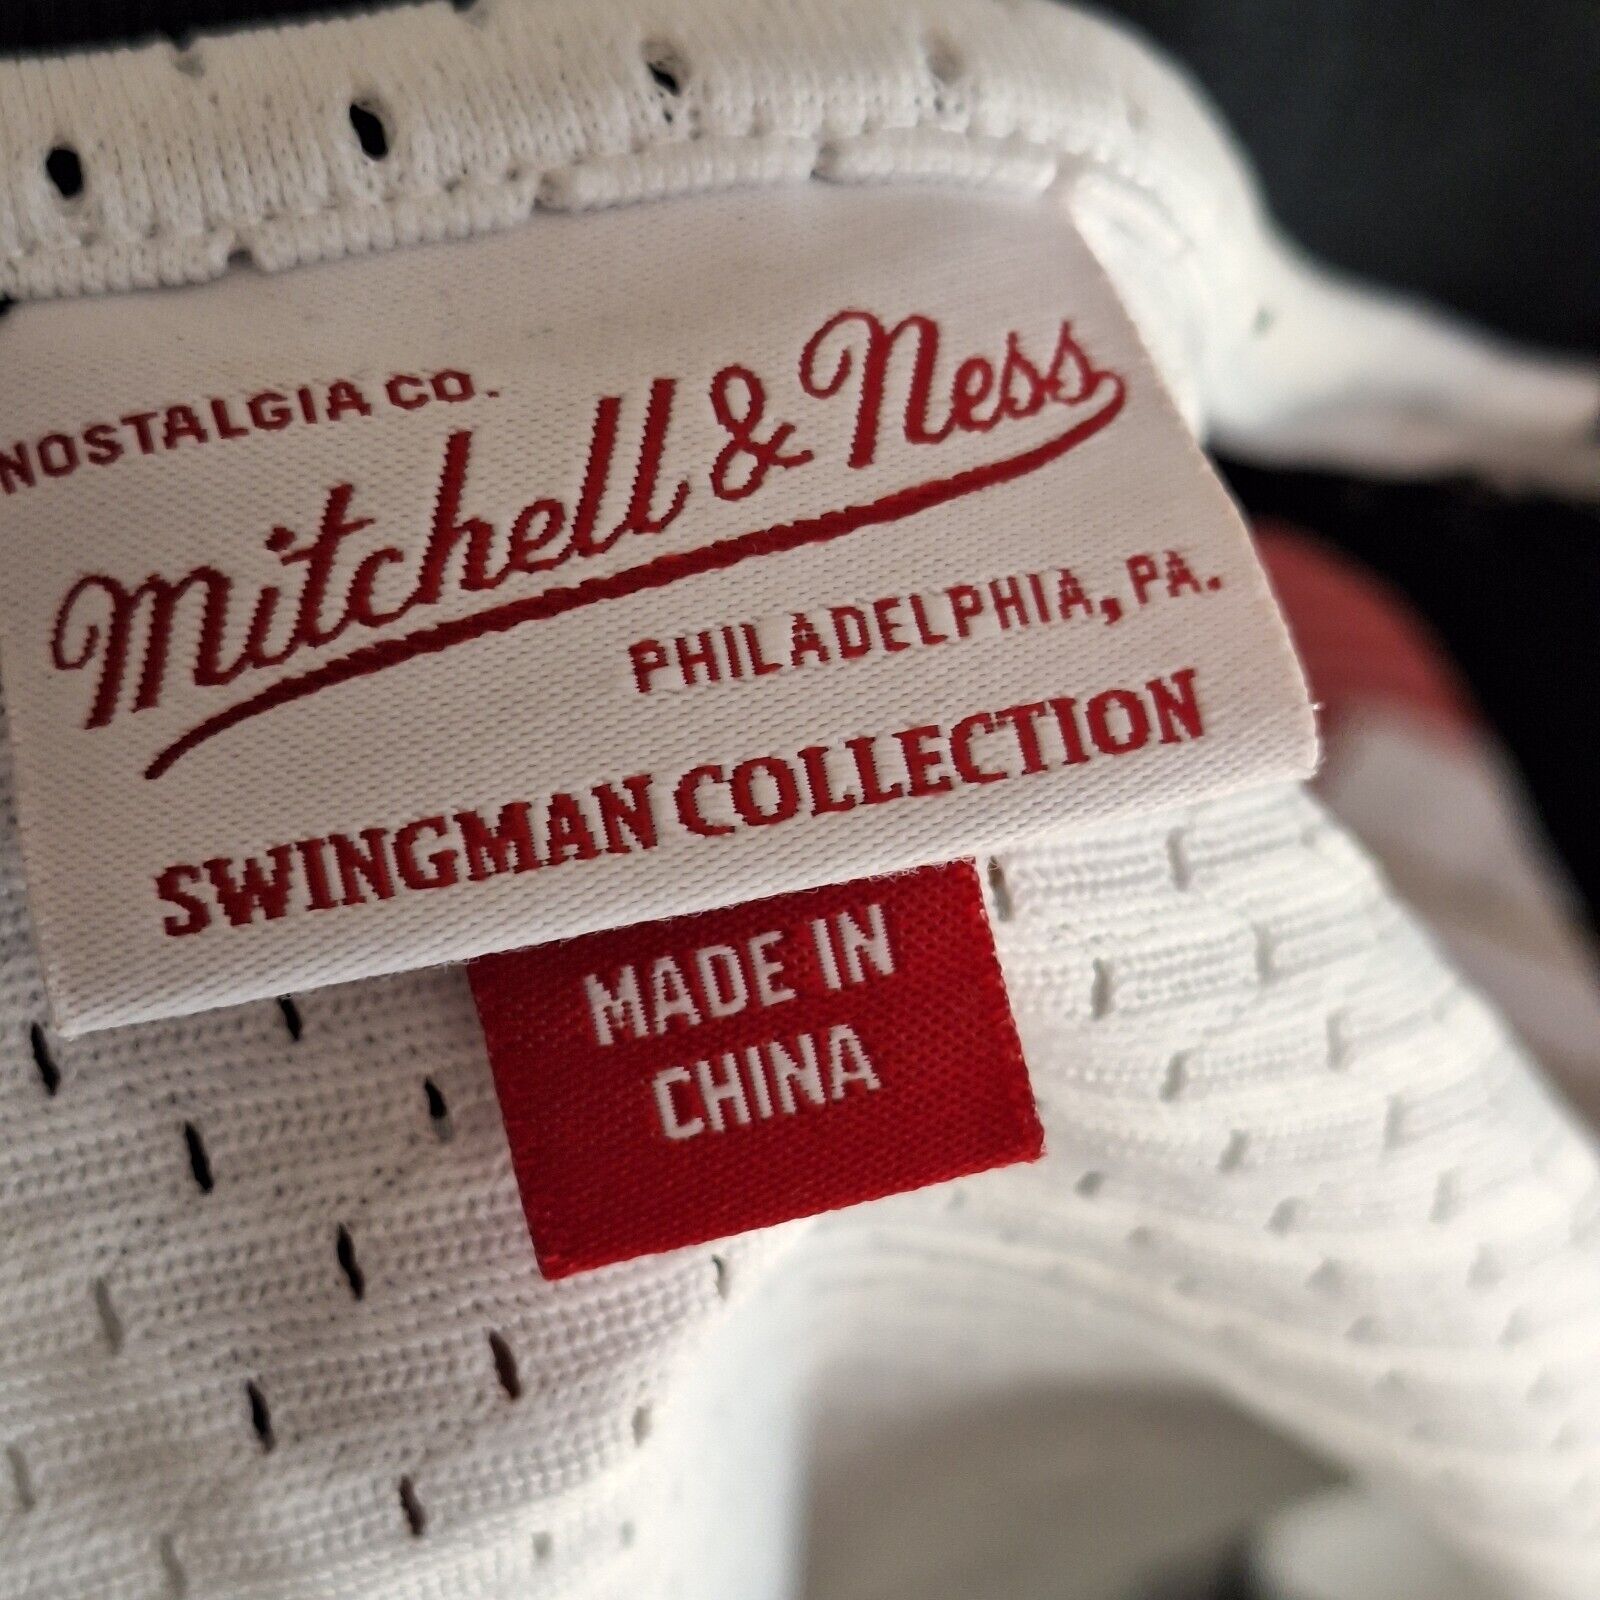 NOSTALGIA CO.
Mitchell & Ness
PHILADELPHIA, PA.
SWINGMAN COLLECTION
MADE IN
CHINA